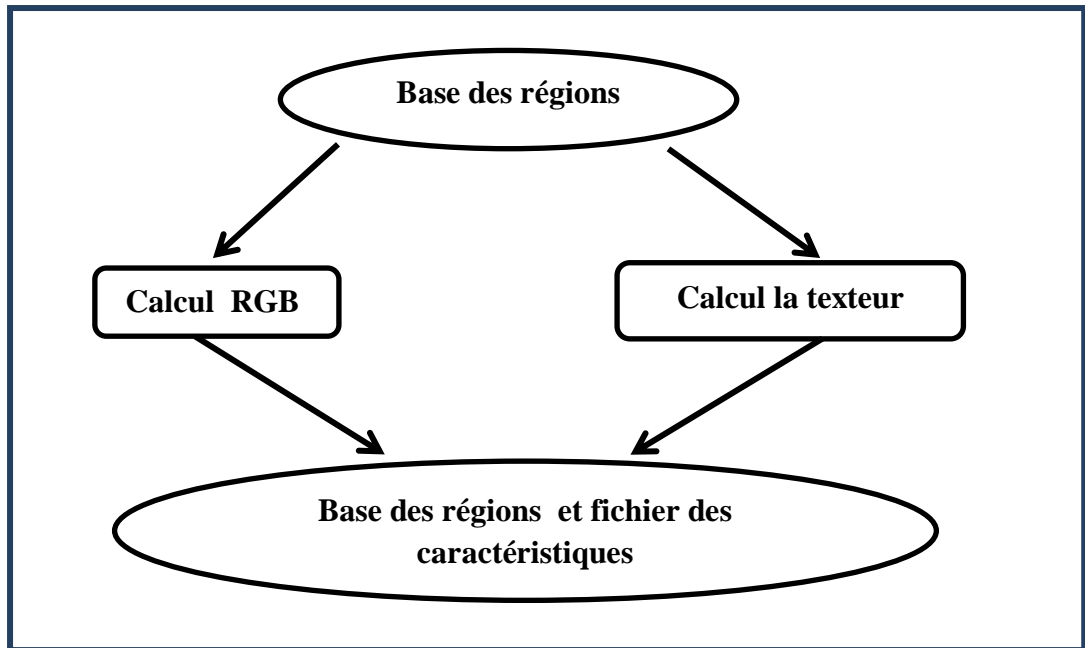 Base des régions
Calcul RGB
Calcul la texteur
Base des régions et fichier des
caractéristiques